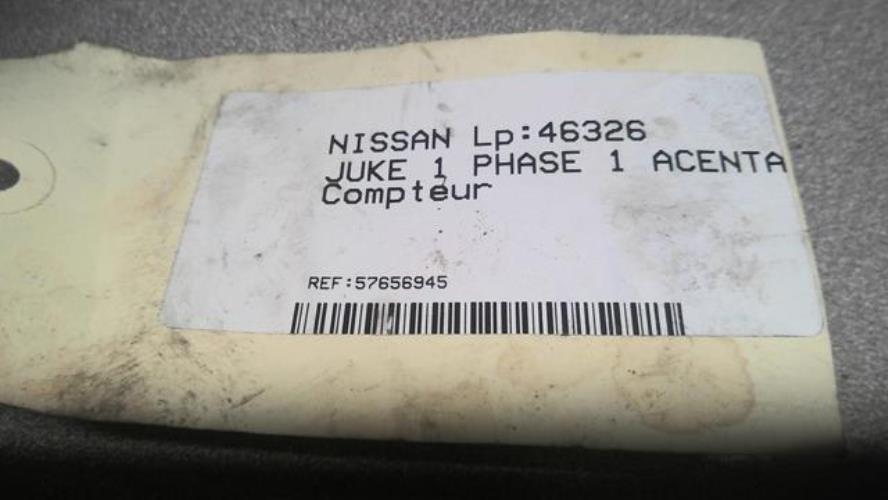 NISSAN Lp:46326
JUKE 1 PHASE 1 ACENTA
Compteur
REF:57656945